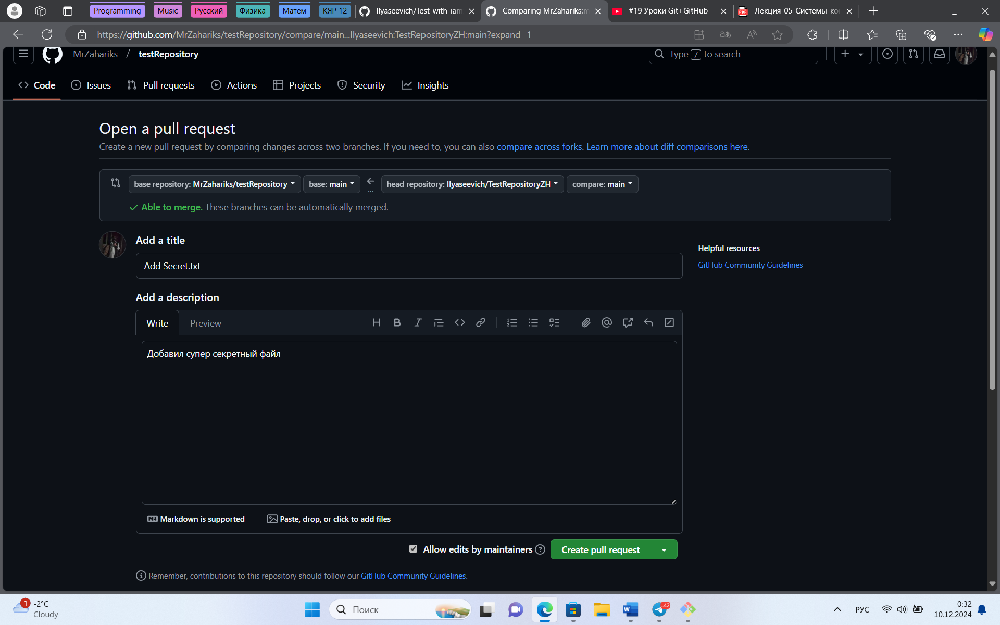 Programming
Music
Русский
Физика
Матем
КЯР 12
Ilyaseevich/Test-with-iam
Comparing MrZahariks:m
#19 Уроки Git+GitHub -
Лекция-05-Системы-ко
https://github.com/MrZahariks/testRepository/compare/main...Ilyaseevich:TestRepositoryZH:main?expand=1
MrZahariks / testRepository
Type / to search
Code
Issues
Pull requests
Actions
Projects
Security
Insights
Open a pull request
Create a new pull request by comparing changes across two branches. If you need to, you can also compare across forks. Learn more about diff comparisons here.
base repository: MrZahariks/testRepository
base: main
head repository: Ilyaseevich/TestRepositoryZH
compare: main
Able to merge. These branches can be automatically merged.
Add a title
Helpful resources
Add Secret.txt
GitHub Community Guidelines
Add a description
Write
Preview
Добавил супер секретный файл
Markdown is supported
Paste, drop, or click to add files
Allow edits by maintainers
Create pull request
Remember, contributions to this repository should follow our GitHub Community Guidelines.
1
-2°C
Cloudy
Поиск
42
РУС
0:32
10.12.2024